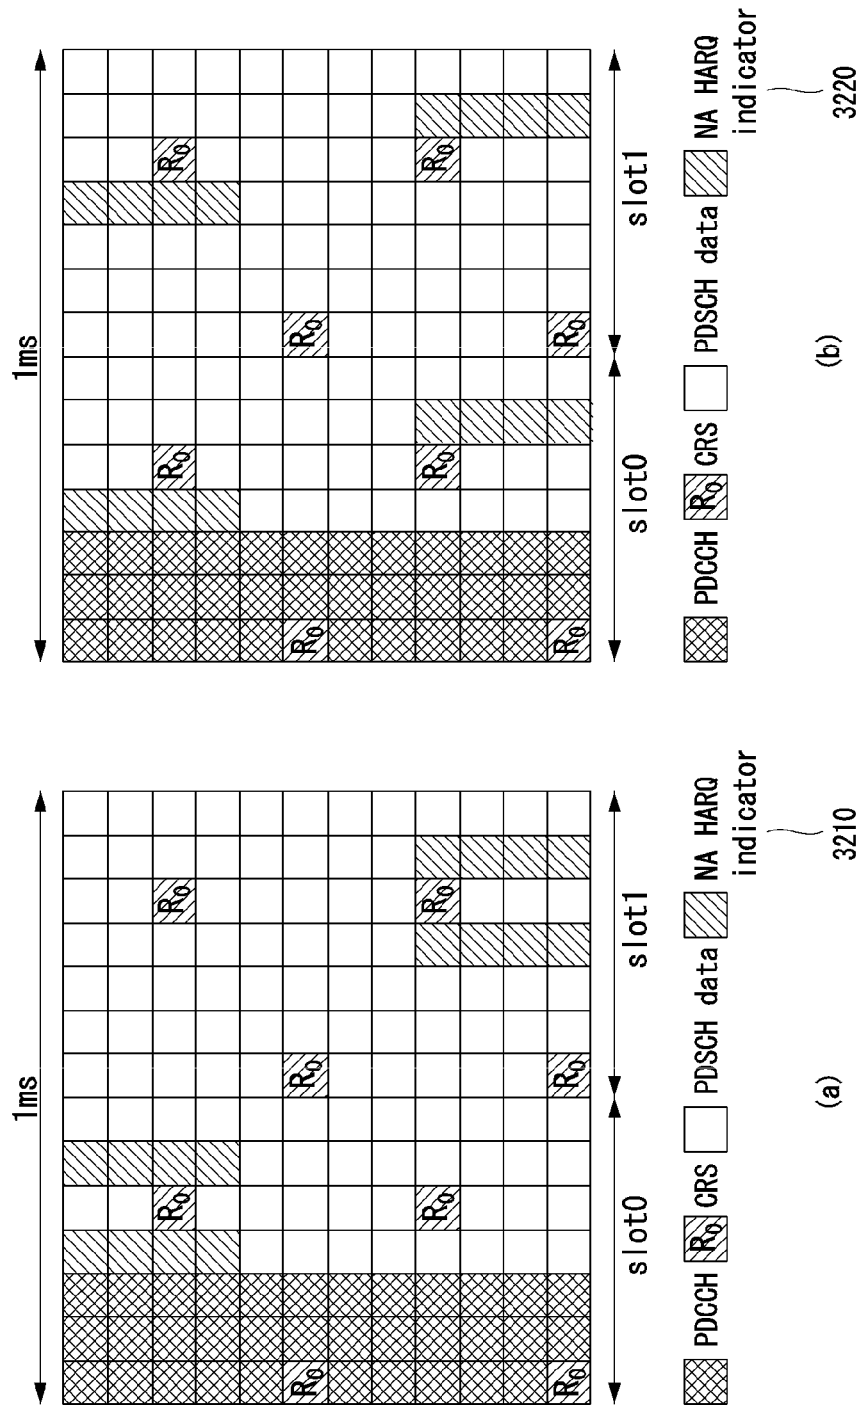 1ms
R0
R0
R0
R0
R0
R0
R0
R0
slot0
slot1
PDCCH
R0 CRS
PDSCH data
NA HARQ
indicator
3210
(a)
1ms
R0
R0
R0
R0
R0
R0
R0
R0
slot0
slot1
PDCCH
R0 CRS
PDSCH data
NA HARQ
indicator
3220
(b)